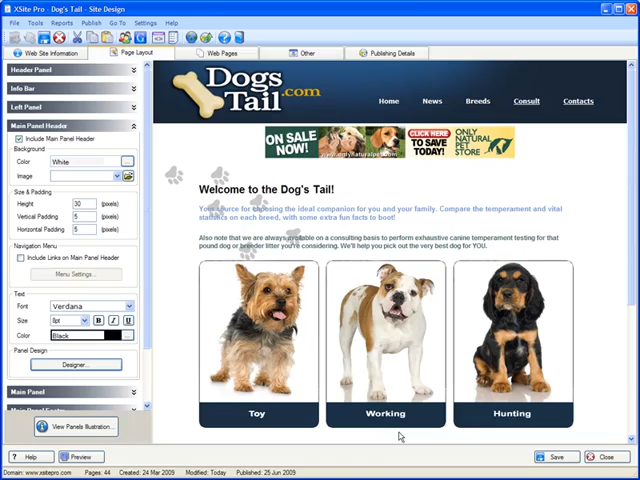 XSite Pro - Dog's Tail - Site Design
File Tools Reports Publish Go To Settings Help
Web Site Information Page Layout Web Pages Other Publishing Details
Header Panel
Info Bar
Left Panel
Main Panel Header
Include Main Panel Header
Background
Color White ...
Image
Size & Padding
Height 30 (pixels)
Vertical Padding 5 (pixels)
Horizontal Padding 5 (pixels)
Navigation Menu
Include Links on Main Panel Header
Menu Settings...
Text
Font Verdana
Size 8pt B I U
Color Black ...
Panel Design
Designer...
Main Panel
Main Panel Footer
View Panels Illustration...
Dogs
Tail .com
Home News Breeds Consult Contacts
ON SALE NOW! www.onlynaturalpet.com CLICK HERE TO SAVE TODAY! ONLY NATURAL PET STORE
Welcome to the Dog's Tail!
Your source for choosing the ideal companion for you and your family. Compare the temperament and vital
statistics on each breed, with some extra fun facts to boot!
Also note that we are always available on a consulting basis to perform exhaustive canine temperament testing for that
pound dog or breeder litter you're considering. We'll help you pick out the very best dog for YOU.
Toy Working Hunting
? Help Preview Save Close
Domain: www.xsitepro.com Pages: 44 Created: 24 Mar 2009 Modified: Today Published: 25 Jun 2009